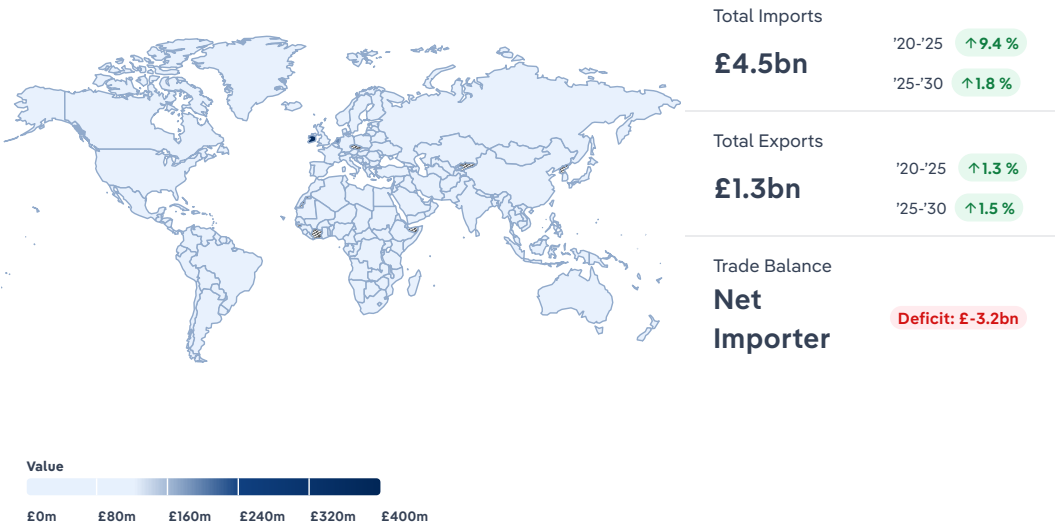 Total Imports
£4.5bn
’20-’25 ↑9.4 %
’25-’30 ↑1.8 %
Total Exports
£1.3bn
’20-’25 ↑1.3 %
’25-’30 ↑1.5 %
Trade Balance
Net
Importer
Deficit: £-3.2bn
Value
£0m £80m £160m £240m £320m £400m